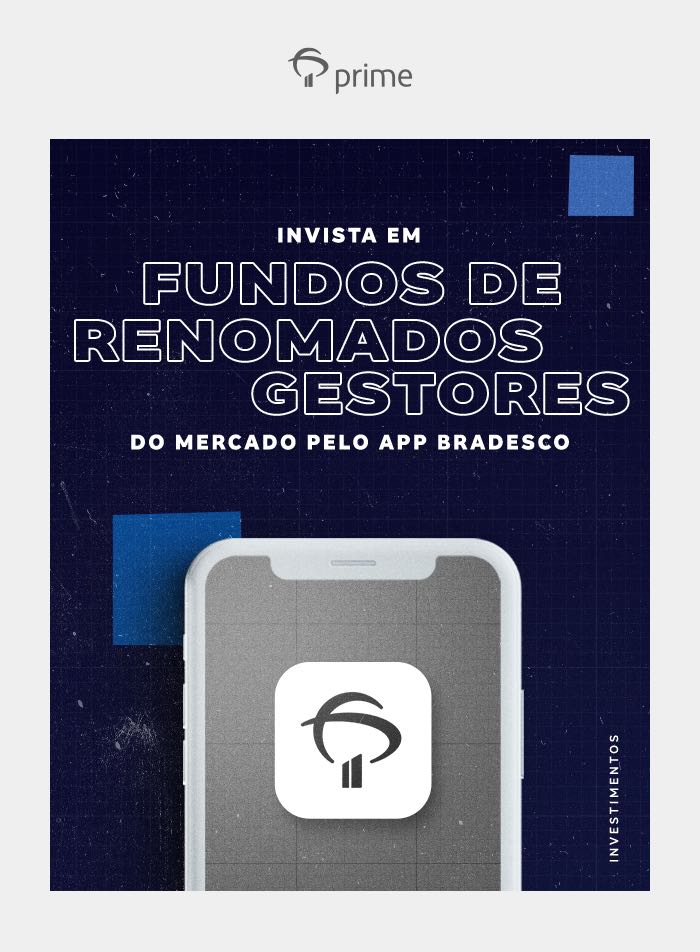 prime
INVISTA EM
FUNDOS DE
RENOMADOS
GESTORES
DO MERCADO PELO APP BRADESCO
INVESTIMENTOS